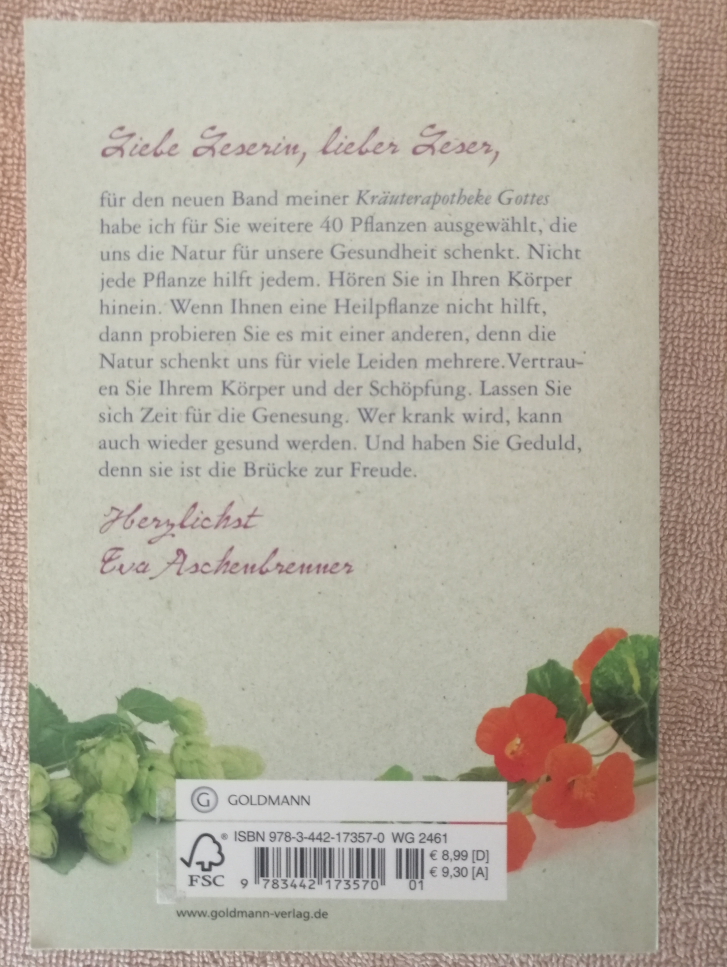 Liebe Leserin, lieber Leser,
für den neuen Band meiner Kräuterapotheke Gottes
habe ich für Sie weitere 40 Pflanzen ausgewählt, die
uns die Natur für unsere Gesundheit schenkt. Nicht
jede Pflanze hilft jedem. Hören Sie in Ihren Körper
hinein. Wenn Ihnen eine Heilpflanze nicht hilft,
dann probieren Sie es mit einer anderen, denn die
Natur schenkt uns für viele Leiden mehrere. Vertrau-
en Sie Ihrem Körper und der Schöpfung. Lassen Sie
sich Zeit für die Genesung. Wer krank wird, kann
auch wieder gesund werden. Und haben Sie Geduld,
denn sie ist die Brücke zur Freude.
Herzlichst
Eva Aschenbrenner
G GOLDMANN
ISBN 978-3-442-17357-0 WG 2461
€ 8,99 [D]
€ 9,30 [A]
® FSC
9 783442 173570 01
www.goldmann-verlag.de